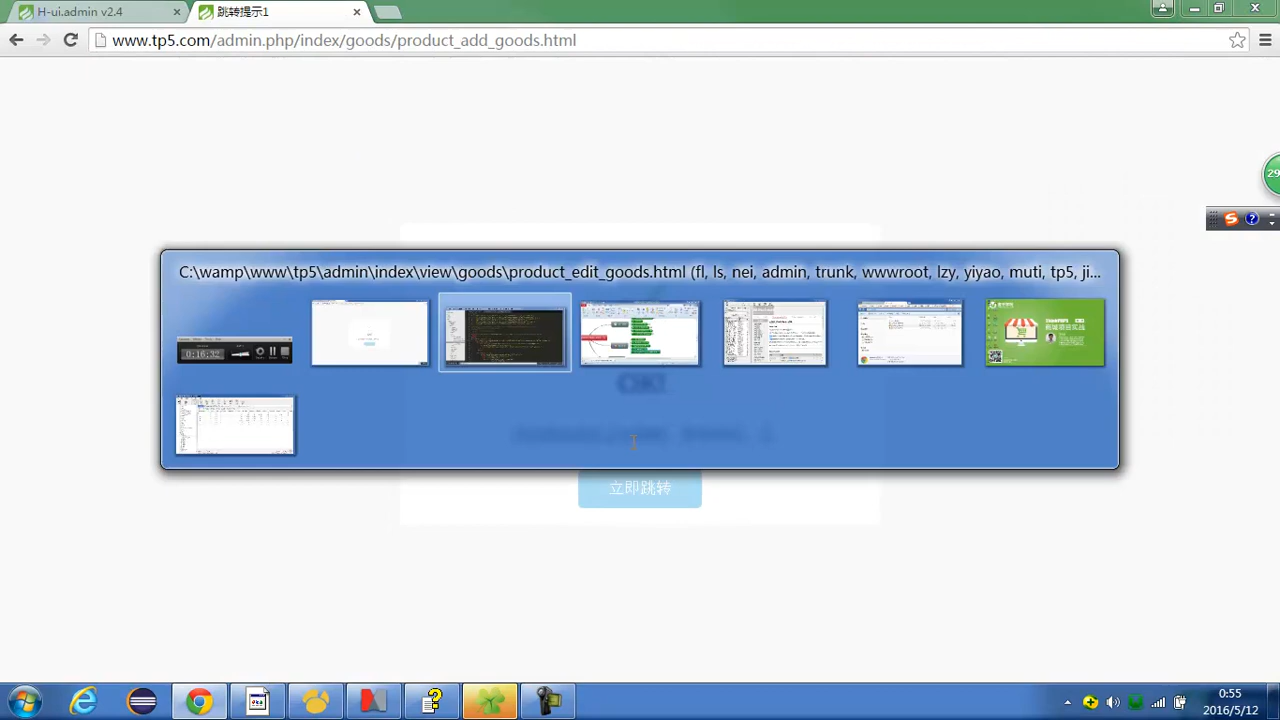 H-ui.admin v2.4
跳转提示1
www.tp5.com/admin.php/index/goods/product_add_goods.html
29
C:\wamp\www\tp5\admin\index\view\goods\product_edit_goods.html (fl, ls, nei, admin, trunk, wwwroot, lzy, yiyao, muti, tp5, ji...
0:16:32
立即跳转
0:55
2016/5/12